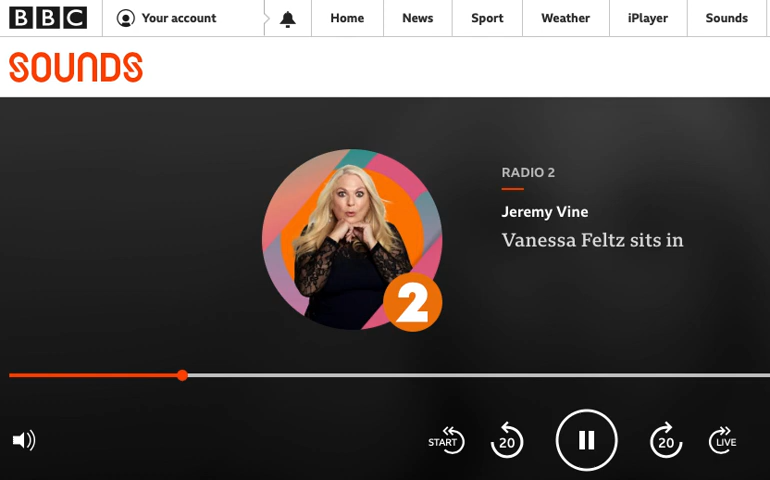 BBC Your account Home News Sport Weather iPlayer Sounds
SOUNDS
RADIO 2
Jeremy Vine
Vanessa Feltz sits in
2
START 20 20 LIVE